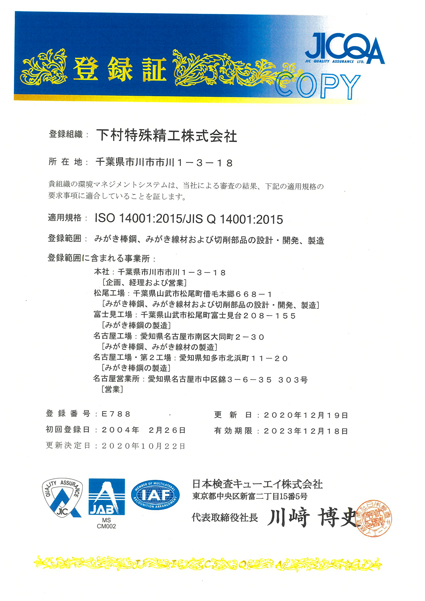 JICQA
JIC QUALITY ASSURANCE LTD.
登録証
COPY
登録組織： 下村特殊精工株式会社
所在地： 千葉県市川市市川１－３－１８
貴組織の環境マネジメントシステムは、当社による審査の結果、下記の適用規格の
要求事項に適合していることを証します。
適用規格： ISO 14001:2015/JIS Q 14001:2015
登録範囲： みがき棒鋼、みがき線材および切削部品の設計・開発、製造
登録範囲に含まれる事業所：
本社：千葉県市川市市川１－３－１８
［企画、経理および営業］
松尾工場：千葉県山武市松尾町借毛本郷６６８－１
［みがき棒鋼、みがき線材および切削部品の設計・開発、製造］
富士見工場：千葉県山武市松尾町富士見台２０８－１５５
［みがき棒鋼の製造］
名古屋工場：愛知県名古屋市南区大同町２－３０
［みがき棒鋼、みがき線材の製造］
名古屋工場・第２工場：愛知県知多市北浜町１１－２０
［みがき棒鋼の製造］
名古屋営業所：愛知県名古屋市中区錦３－６－３５ ３０３号
［営業］
登録番号：Ｅ７８８ 更新日：２０２０年１２月１９日
初回登録日：２００４年 ２月２６日 有効期限：２０２３年１２月１８日
更新決定日：２０２０年１０月２２日
QUALITY ASSURANCE
JIC
JAB
MS
CM002
IAF
日本検査キューエイ株式会社
東京都中央区新富二丁目15番5号
代表取締役社長 川﨑 博史